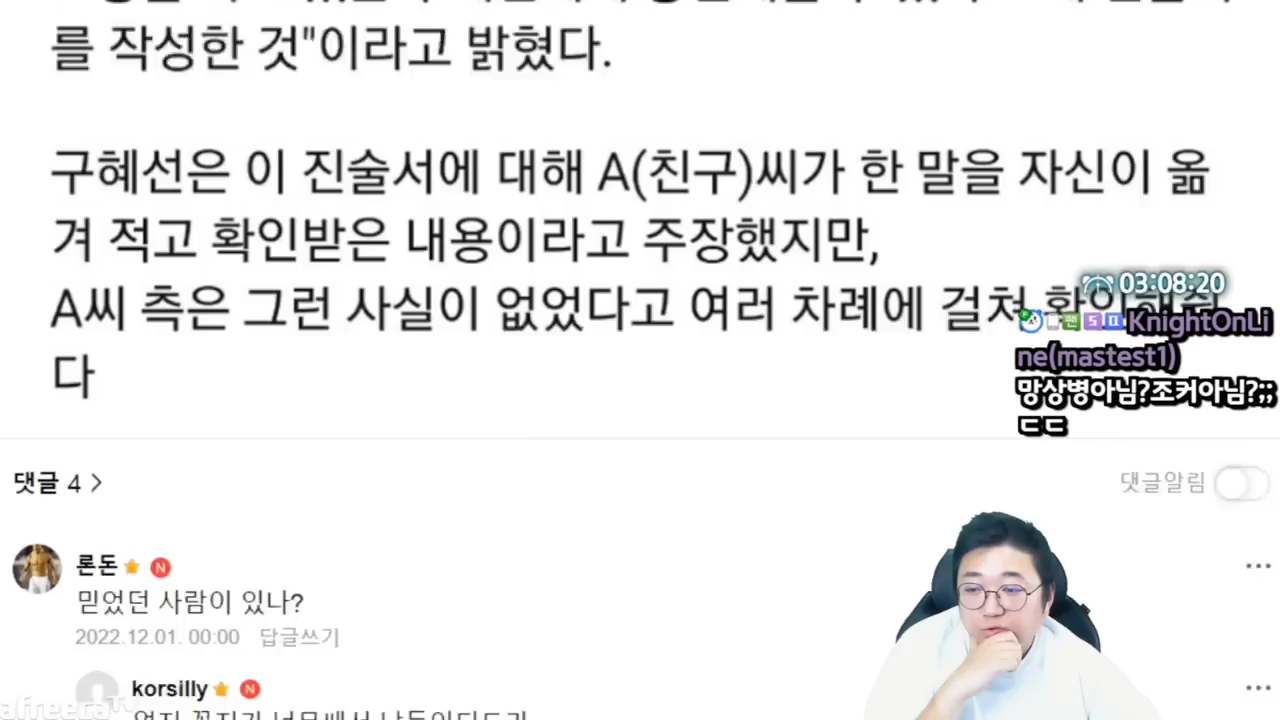 를 작성한 것"이라고 밝혔다.
구혜선은 이 진술서에 대해 A(친구)씨가 한 말을 자신이 옮
겨 적고 확인받은 내용이라고 주장했지만,
A씨 측은 그런 사실이 없었다고 여러 차례에 걸쳐
다
03:08:20
팬 5 KnightOnLi
ne(mastest1)
망상병아님?조커아님?;;
ㄷㄷ
댓글 4 >
댓글알림
론돈 N
믿었던 사람이 있나?
2022.12.01. 00:00 답글쓰기
korsilly N
afreecaTV